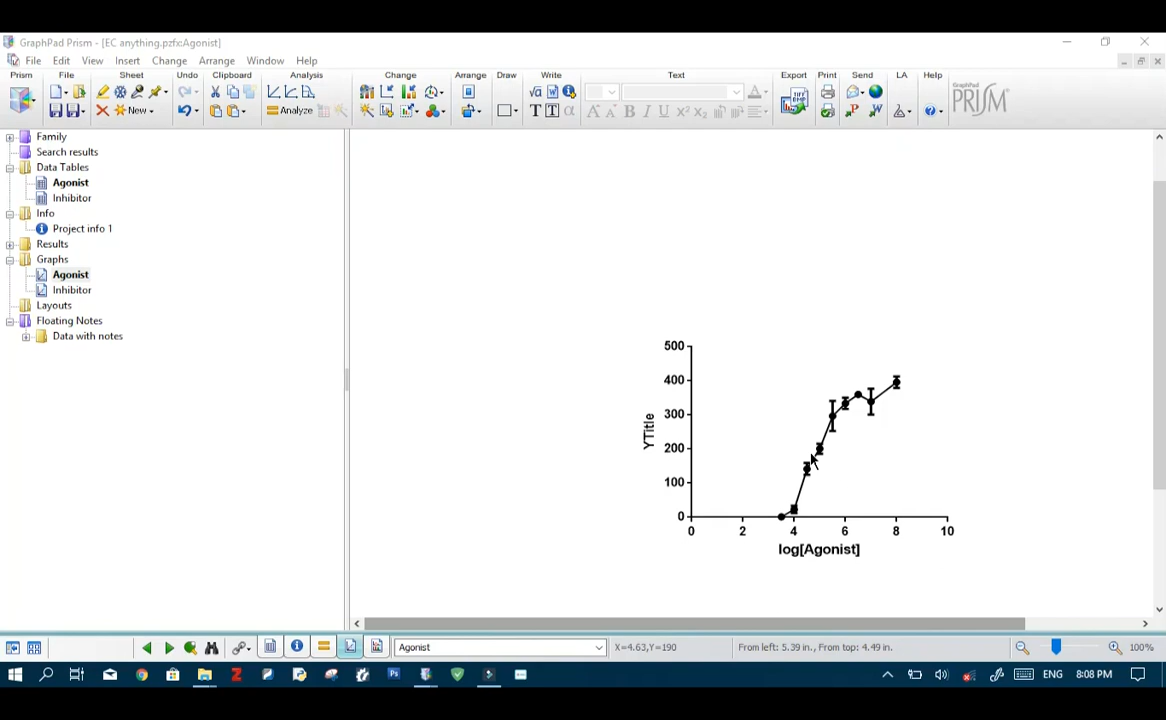 GraphPad Prism - [EC anything.pzfx:Agonist]
File Edit View Insert Change Arrange Window Help
Prism File Sheet Undo Clipboard Analysis Change Arrange Draw Write Text Export Print Send LA Help
New
Analyze
GraphPad
PRISM
Family
Search results
Data Tables
Agonist
Inhibitor
Info
Project info 1
Results
Graphs
Agonist
Inhibitor
Layouts
Floating Notes
Data with notes
500
400
300
200
100
0
YTitle
0 2 4 6 8 10
log[Agonist]
Agonist X=4.63,Y=190 From left: 5.39 in., From top: 4.49 in. 100%
ENG 8:08 PM